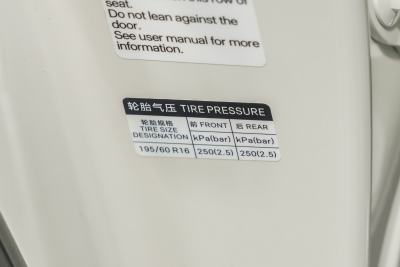 seat.
Do not lean against the
door.
See user manual for more
information.
轮胎气压 TIRE PRESSURE
轮胎规格 前 FRONT 后 REAR
TIRE SIZE
DESIGNATION kPa(bar) kPa(bar)
195/60 R16 250(2.5) 250(2.5)